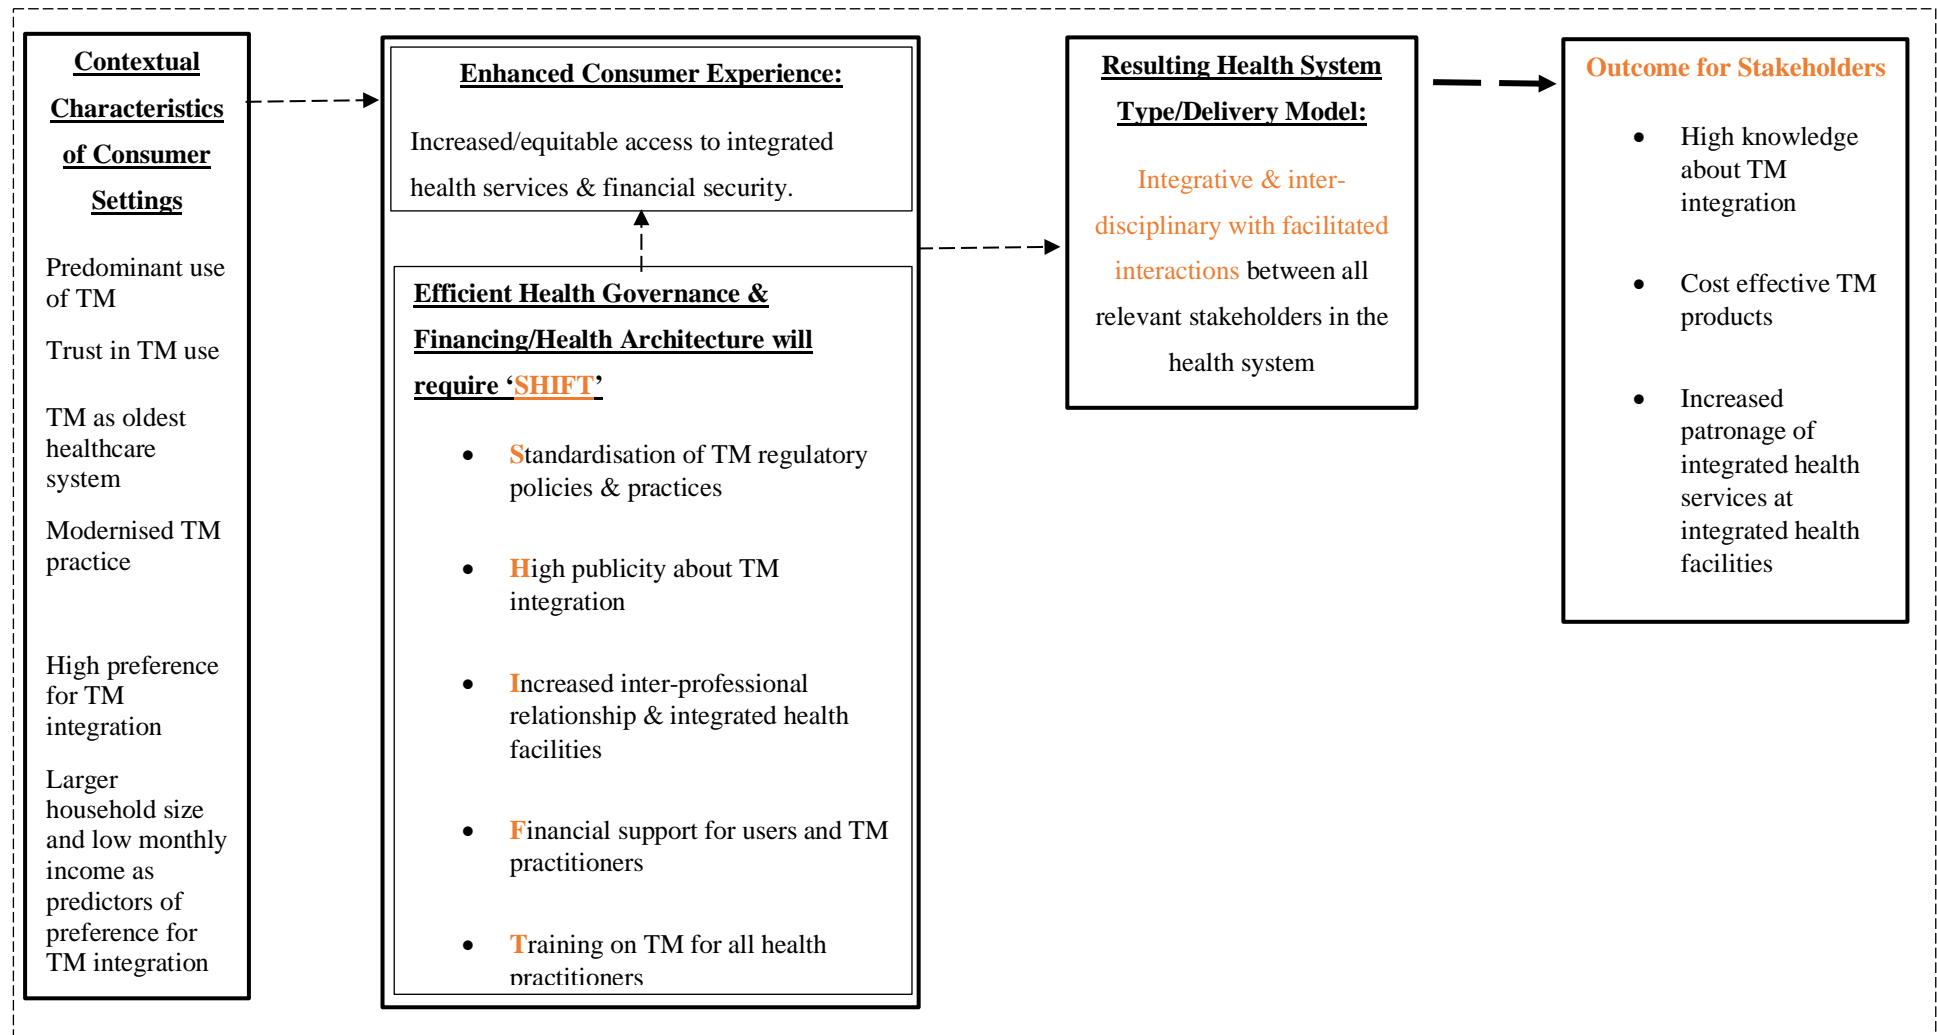 Contextual
Characteristics
of Consumer
Settings
Predominant use
of TM
Trust in TM use
TM as oldest
healthcare
system
Modernised TM
practice
High preference
for TM
integration
Larger
household size
and low monthly
income as
predictors of
preference for
TM integration
Enhanced Consumer Experience:
Increased/equitable access to integrated
health services & financial security.
Efficient Health Governance &
Financing/Health Architecture will
require ‘SHIFT’
• Standardisation of TM regulatory
policies & practices
• High publicity about TM
integration
• Increased inter-professional
relationship & integrated health
facilities
• Financial support for users and TM
practitioners
• Training on TM for all health
practitioners
Resulting Health System
Type/Delivery Model:
Integrative & inter-
disciplinary with facilitated
interactions between all
relevant stakeholders in the
health system
Outcome for Stakeholders
• High knowledge
about TM
integration
• Cost effective TM
products
• Increased
patronage of
integrated health
services at
integrated health
facilities